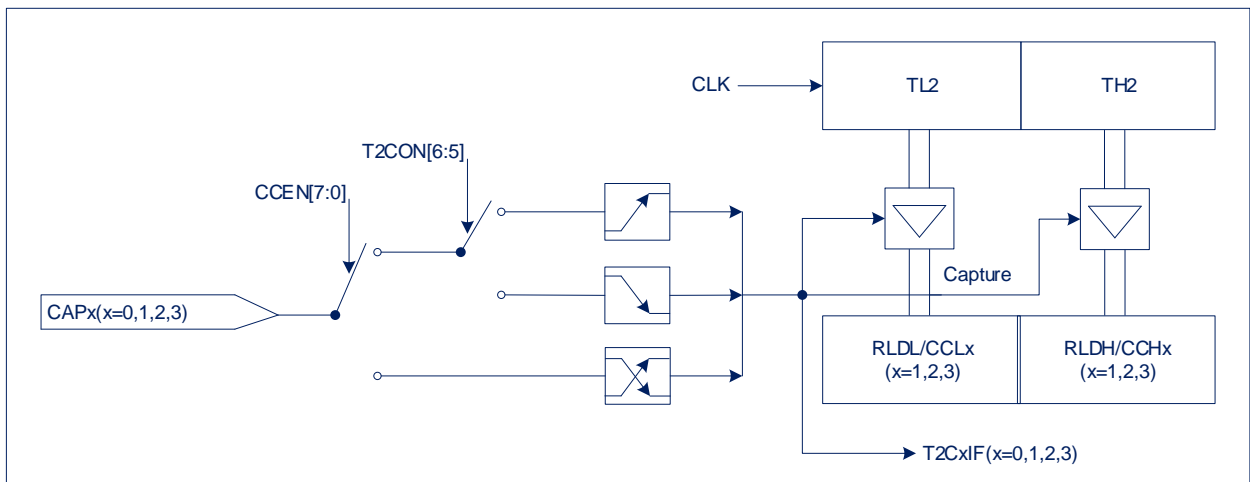 CLK
TL2
TH2
T2CON[6:5]
CCEN[7:0]
Capture
CAPx(x=0,1,2,3)
RLDL/CCLx
(x=1,2,3)
RLDH/CCHx
(x=1,2,3)
T2CxIF(x=0,1,2,3)